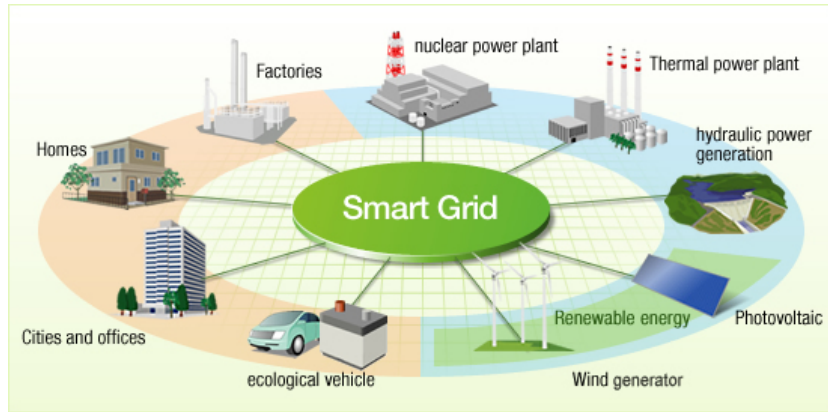 nuclear power plant
Factories
Thermal power plant
hydraulic power
generation
Homes
Smart Grid
Cities and offices
Renewable energy
Photovoltaic
ecological vehicle
Wind generator